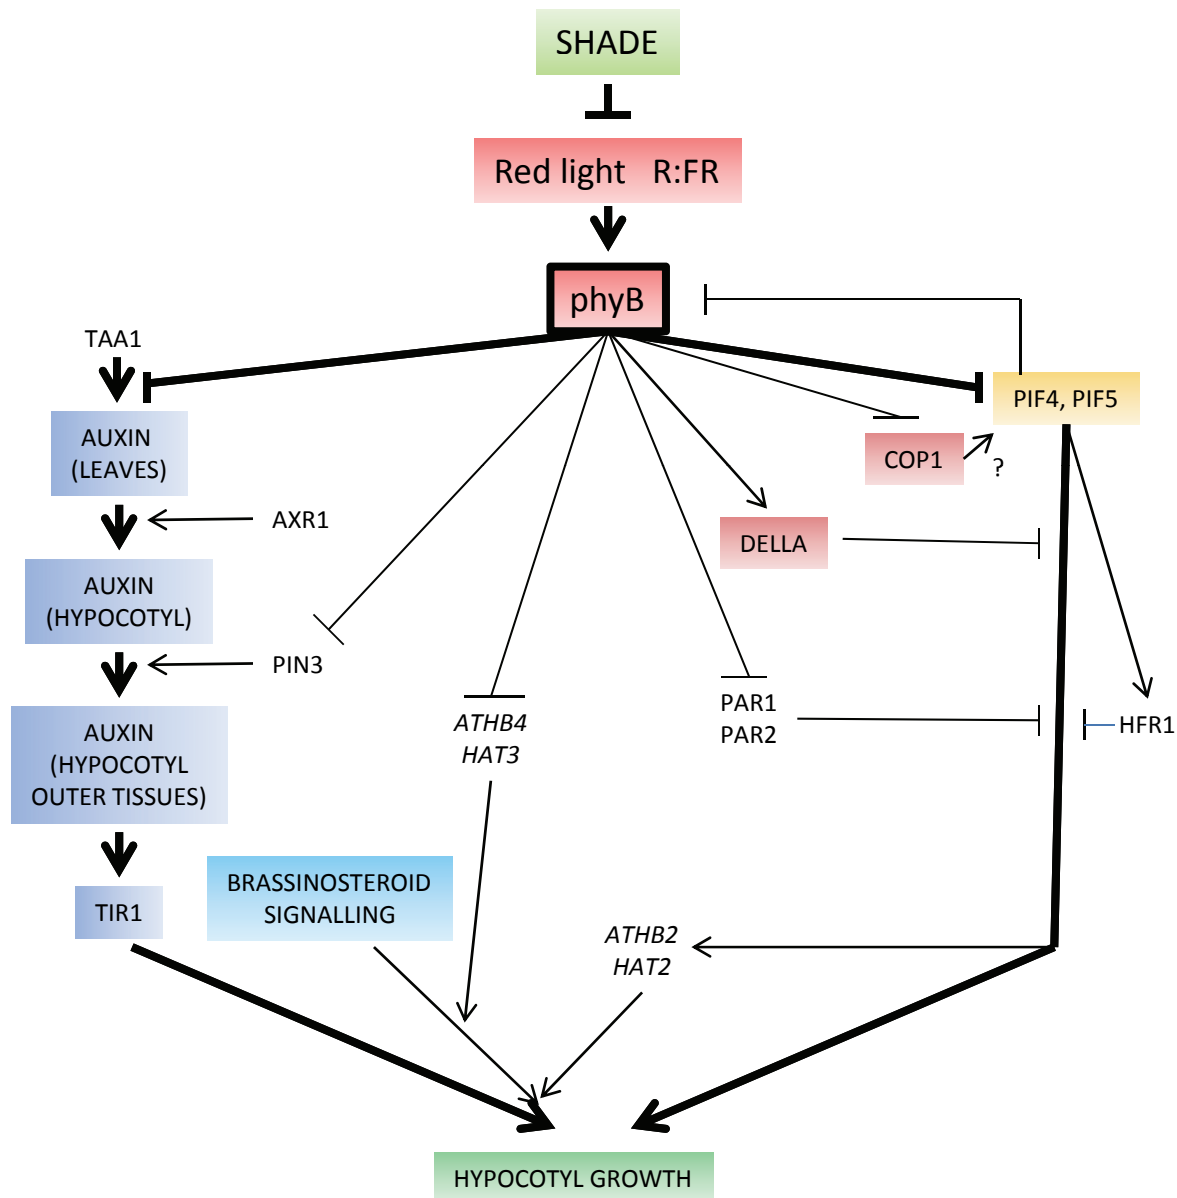 SHADE
Red light R:FR
phyB
TAA1
PIF4, PIF5
AUXIN
(LEAVES)
COP1
?
AXR1
DELLA
AUXIN
(HYPOCOTYL)
PIN3
PAR1
PAR2
HFR1
ATHB4
HAT3
AUXIN
(HYPOCOTYL
OUTER TISSUES)
BRASSINOSTEROID
SIGNALLING
TIR1
ATHB2
HAT2
HYPOCOTYL GROWTH